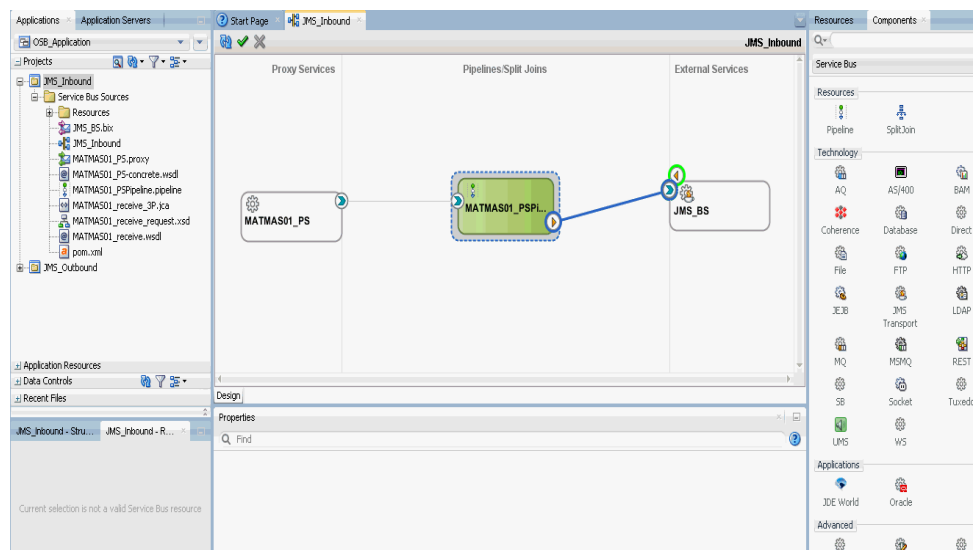 Applications
Application Servers
OSB_Application
Projects
JMS_Inbound
Service Bus Sources
Resources
JMS_BS.bix
JMS_Inbound
MATMAS01_PS.proxy
MATMAS01_PS-concrete.wsdl
MATMAS01_PSPipeline.pipeline
MATMAS01_receive_3P.jca
MATMAS01_receive_request.xsd
MATMAS01_receive.wsdl
pom.xml
JMS_Outbound
Application Resources
Data Controls
Recent Files
JMS_Inbound - Stru...
JMS_Inbound - R...
Current selection is not a valid Service Bus resource
Start Page
JMS_Inbound
JMS_Inbound
Proxy Services
Pipelines/Split Joins
External Services
MATMAS01_PS
MATMAS01_PSPi...
JMS_BS
Design
Properties
Find
Resources
Components
Service Bus
Resources
Pipeline
SplitJoin
Technology
AQ
AS/400
BAM
Coherence
Database
Direct
File
FTP
HTTP
JEJB
JMS Transport
LDAP
MQ
MSMQ
REST
SB
Socket
Tuxedo
UMS
WS
Applications
JDE World
Oracle
Advanced